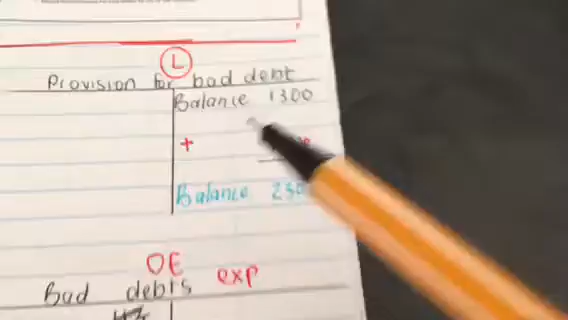 L
Provision for bad debt
Balance 1300
+
Balance
OE
exp
Bad debts